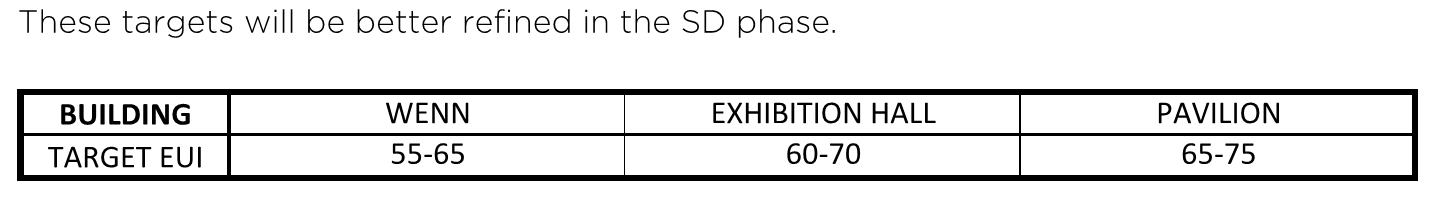 These targets will be better refined in the SD phase.
BUILDING WENN EXHIBITION HALL PAVILION
TARGET EUI 55-65 60-70 65-75